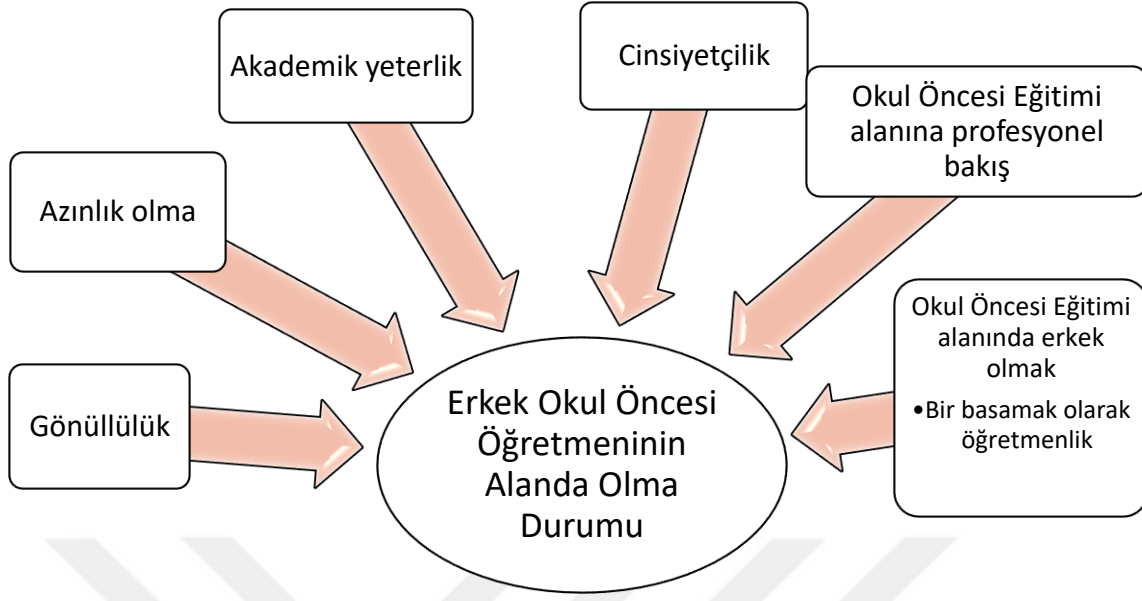 Akademik yeterlik
Cinsiyetçilik
Okul Öncesi Eğitimi
alanına profesyonel
bakış
Azınlık olma
Okul Öncesi Eğitimi
alanında erkek
olmak
•Bir basamak olarak
öğretmenlik
Gönüllülük
Erkek Okul Öncesi
Öğretmeninin
Alanda Olma
Durumu